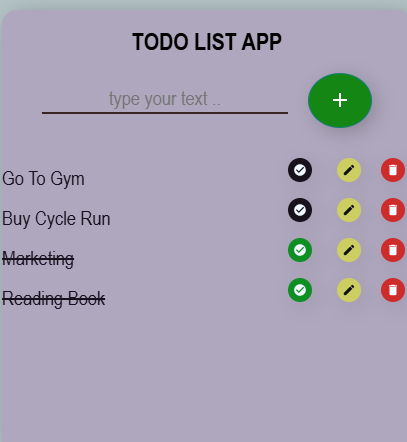 TODO LIST APP
type your text ..
Go To Gym
Buy Cycle Run
Marketing
Reading Book